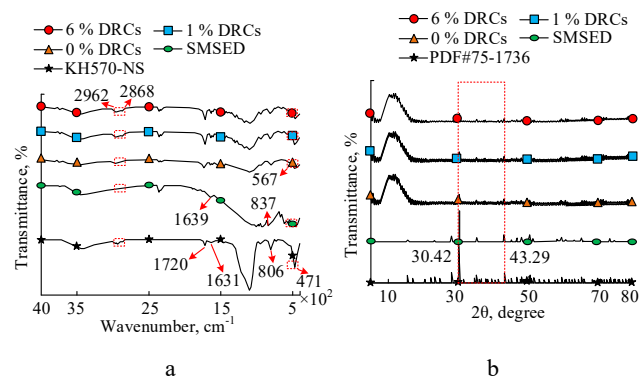 6 % DRCs 1 % DRCs
0 % DRCs SMSED
KH570-NS
2962 2868
567
1639 837
1720 1631 806 471
Transmittance, %
40 35 25 15 5 ×10²
Wavenumber, cm⁻¹
a
6 % DRCs 1 % DRCs
0 % DRCs SMSED
PDF#75-1736
30.42 43.29
Transmittance, %
10 30 50 70 80
2θ, degree
b